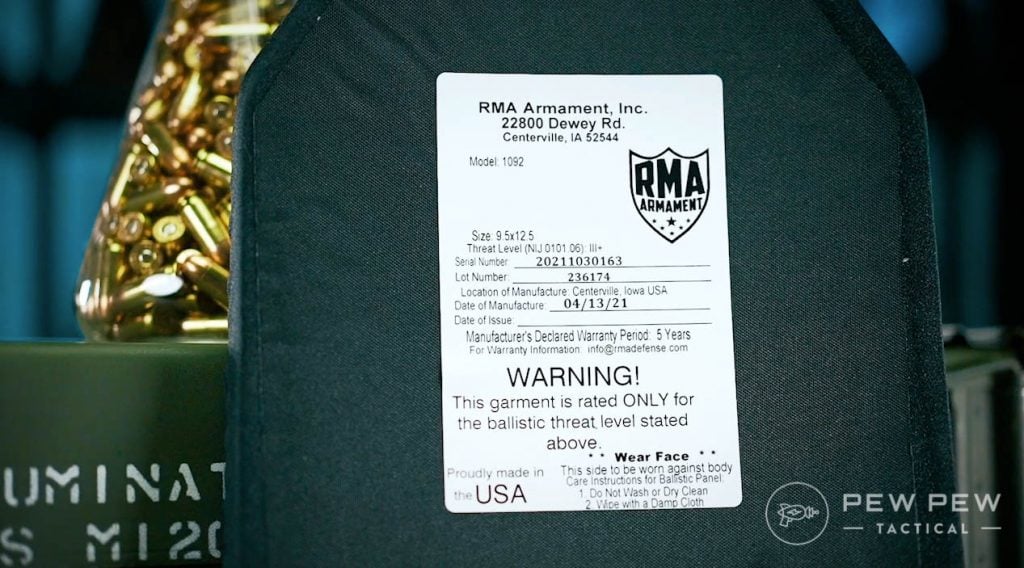 RMA Armament, Inc.
22800 Dewey Rd.
Centerville, IA 52544
Model: 1092
RMA
ARMAMENT
Size: 9.5x12.5
Threat Level (NIJ 0101.06): III+
Serial Number 20211030163
Lot Number: 236174
Location of Manufacture: Centerville, Iowa USA
Date of Manufacture: 04/13/21
Date of Issue:
Manufacturer's Declared Warranty Period: 5 Years
For Warranty Information: info@rmadefense.com
WARNING!
This garment is rated ONLY for
the ballistic threat level stated
above.
* * Wear Face * *
This side to be worn against body
Care Instructions for Ballistic Panel:
1. Do Not Wash or Dry Clean
2. Wipe with a Damp Cloth
Proudly made in
the USA
UMINAT
S M120
PEW PEW
TACTICAL